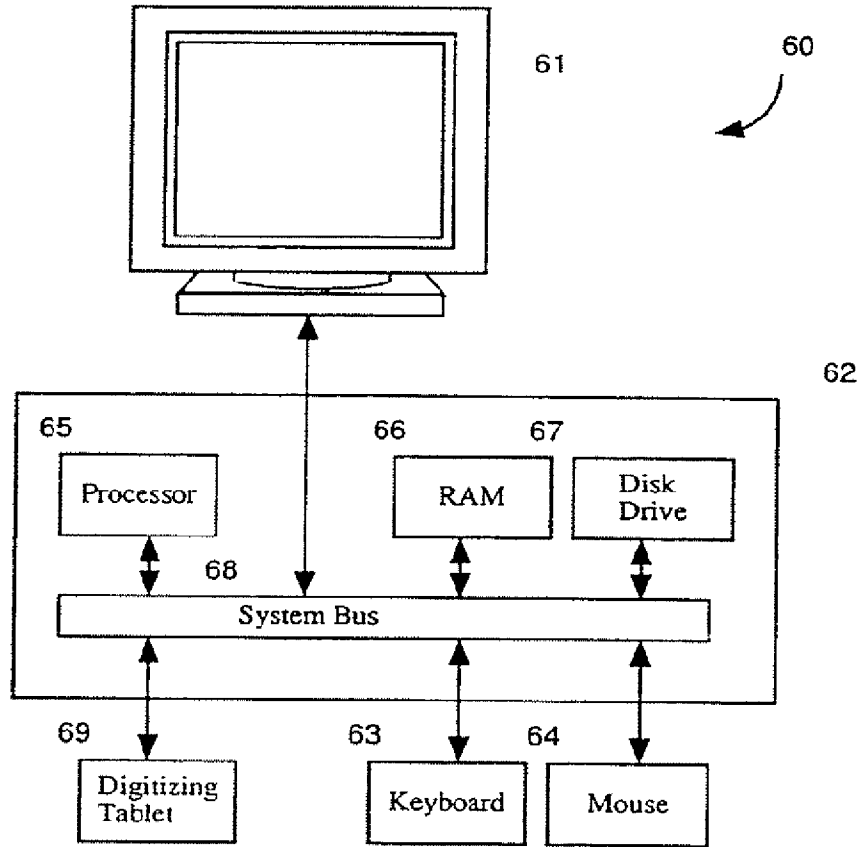 61
60
62
65
66
67
Processor
RAM
Disk
Drive
68
System Bus
69
63
64
Digitizing
Tablet
Keyboard
Mouse